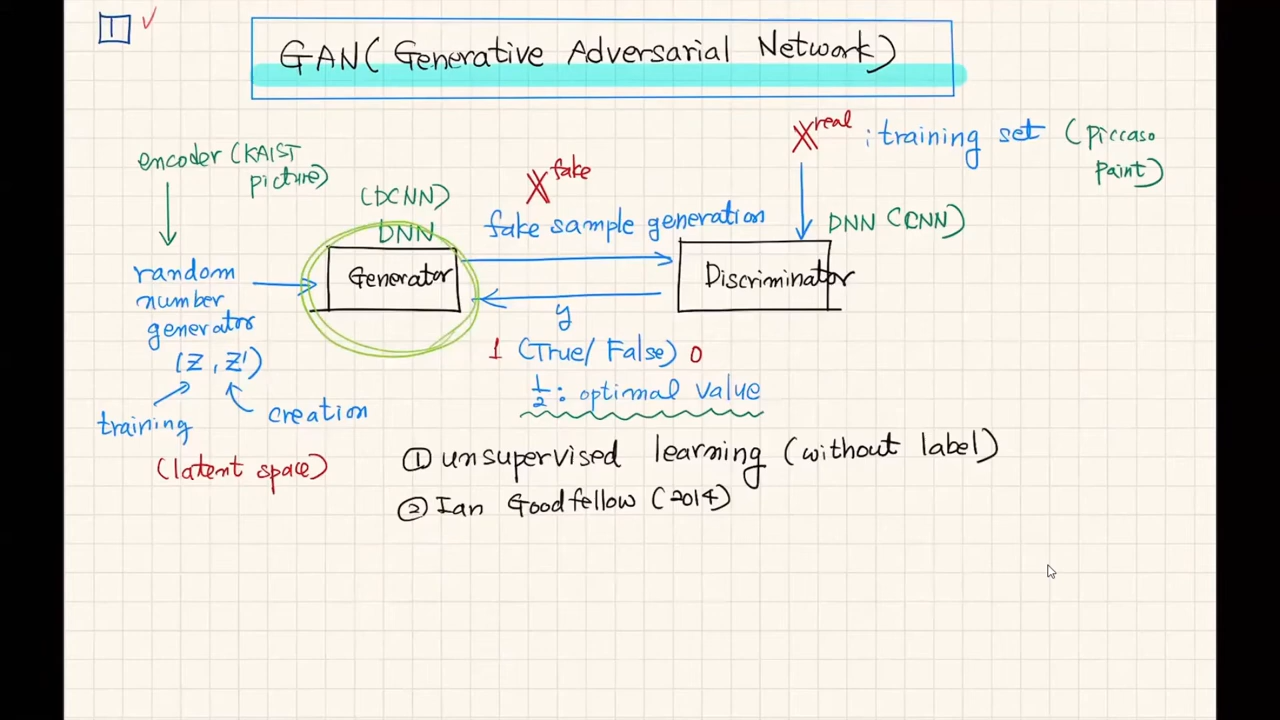 1
GAN (Generative Adversarial Network)
encoder (KAIST
picture)
(DCNN)
DNN
X^fake
fake sample generation
X^real : training set (piccaso
paint)
DNN (CNN)
random
number
generator
(Z, Z')
Generator
Discriminator
y
1 (True/ False) 0
1/2 : optimal value
training
creation
(latent space)
① unsupervised learning (without label)
② Ian Goodfellow (2014)